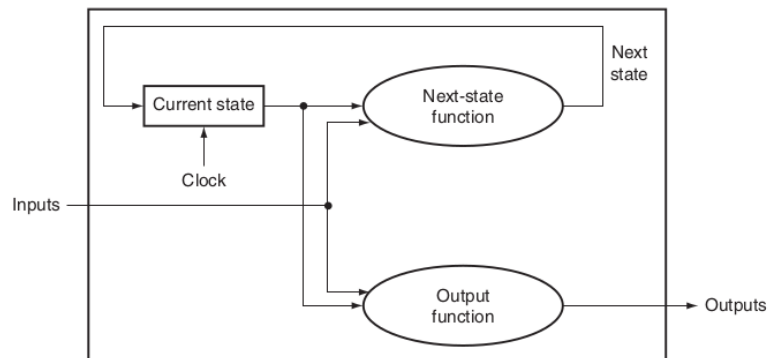 Next
state
Current state
Next-state
function
Clock
Inputs
Output
function
Outputs